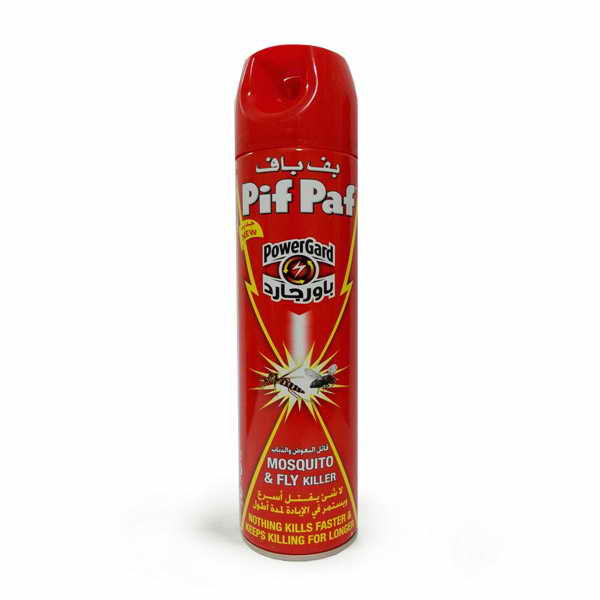 بف باف
Pif Paf
جديد
NEW
PowerGard
باورجارد
قاتل البعوض والذباب
MOSQUITO
& FLY KILLER
لا شئ يقتل أسرع
ويستمر في الإبادة لمدة أطول
NOTHING KILLS FASTER &
KEEPS KILLING FOR LONGER